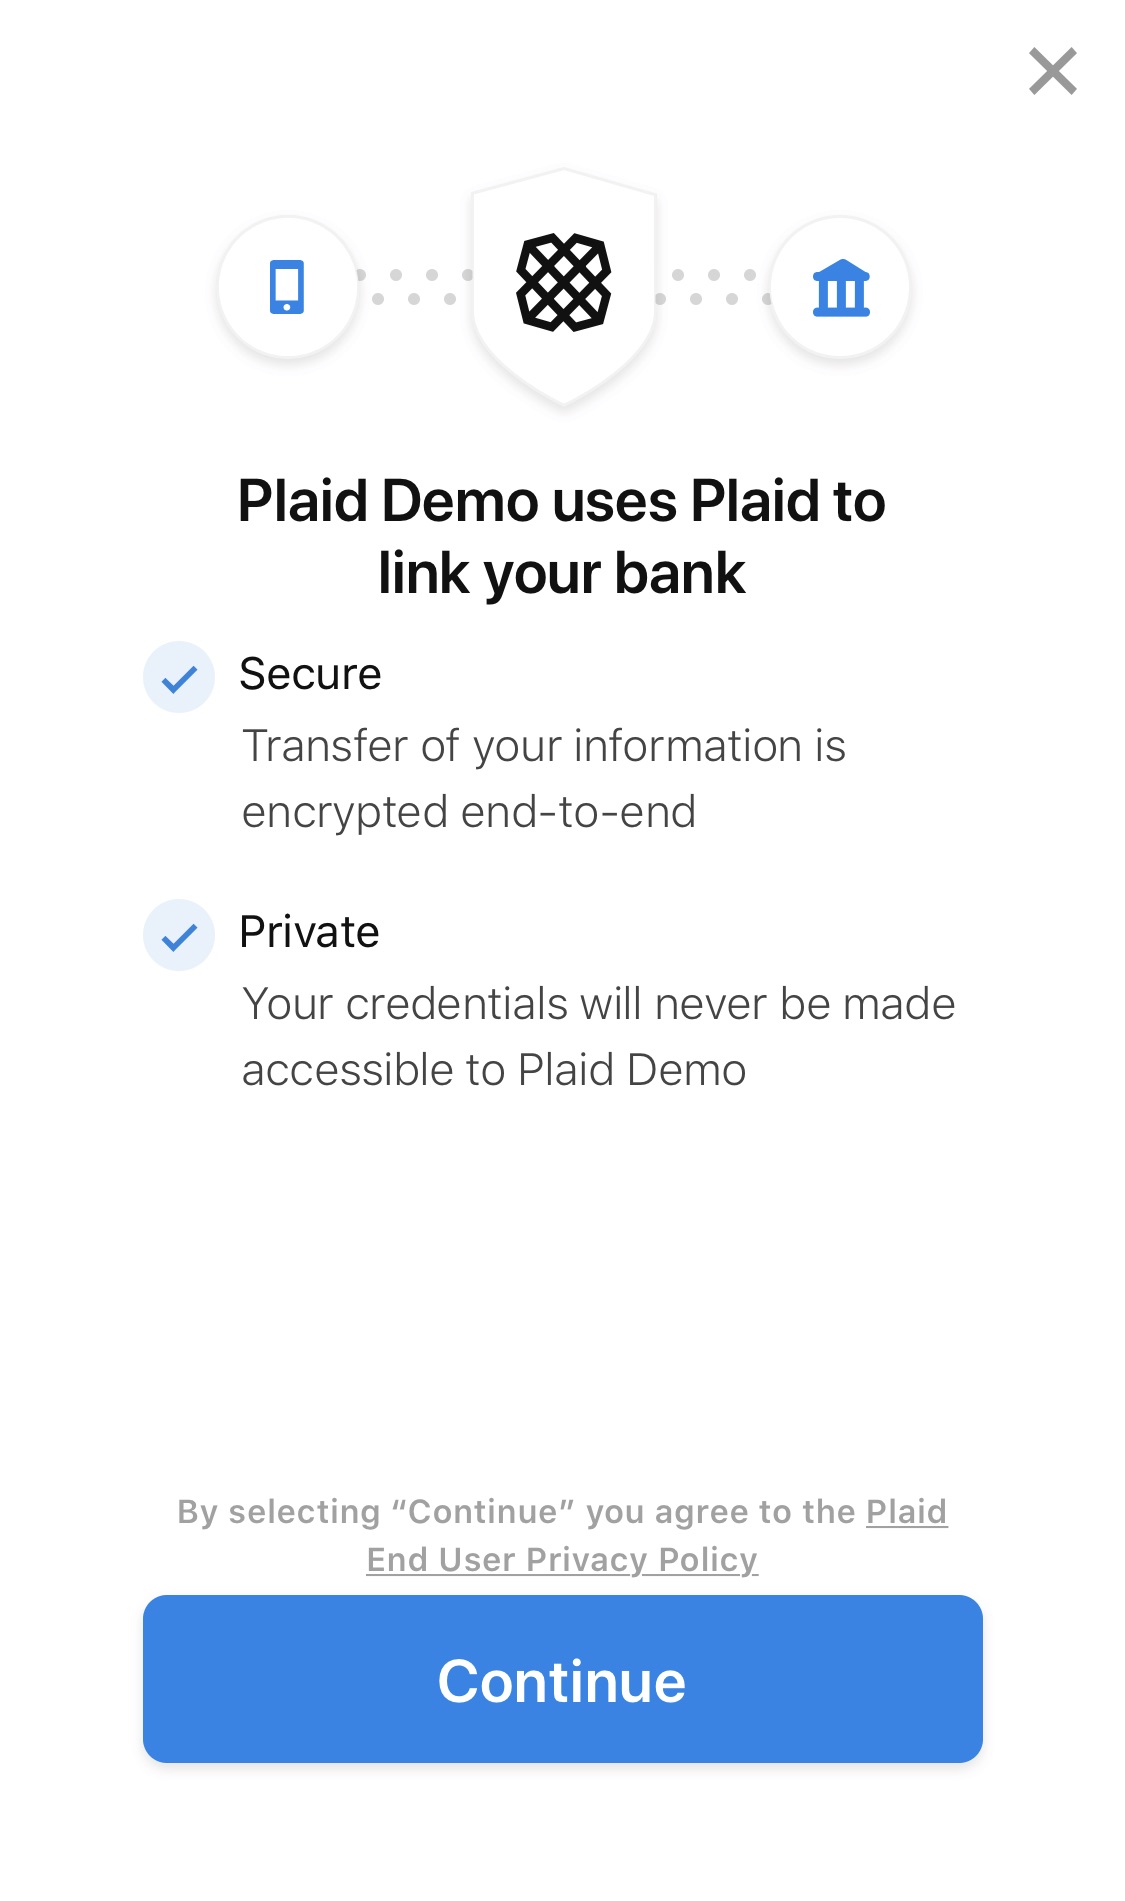 Plaid Demo uses Plaid to
link your bank
Secure
Transfer of your information is
encrypted end-to-end
Private
Your credentials will never be made
accessible to Plaid Demo
By selecting “Continue” you agree to the Plaid
End User Privacy Policy
Continue